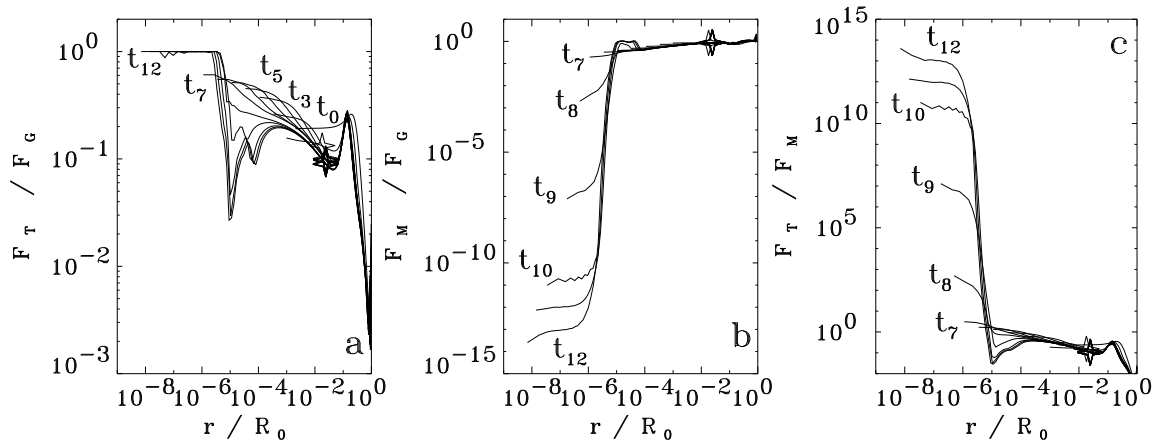 10^0
10^-1
10^-2
10^-3
F_T / F_G
t_12
t_7
t_5
t_3
t_0
a
10^-8 10^-6 10^-4 10^-2 10^0
r / R_0
10^0
10^-5
10^-10
10^-15
F_M / F_G
t_7
t_8
t_9
t_10
t_12
b
10^-8 10^-6 10^-4 10^-2 10^0
r / R_0
10^15
10^10
10^5
10^0
F_T / F_M
t_12
t_10
t_9
t_8
t_7
c
10^-8 10^-6 10^-4 10^-2 10^0
r / R_0